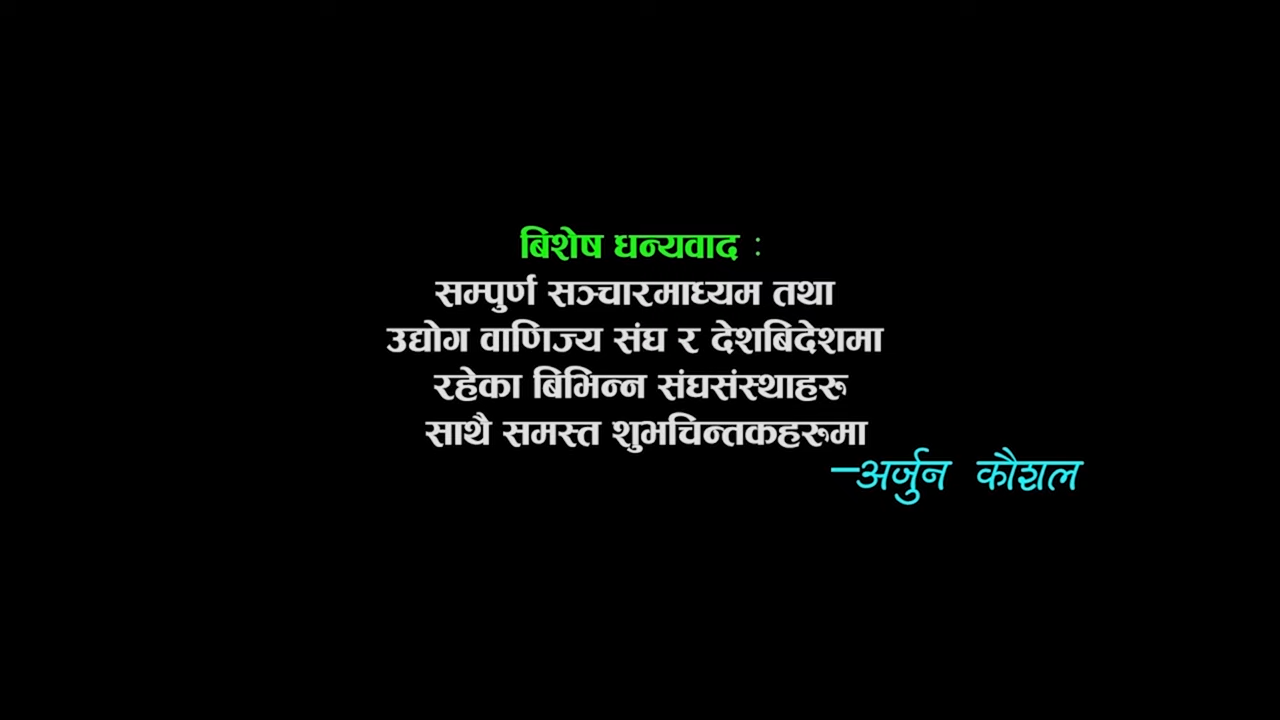 बिशेष धन्यवाद :
सम्पुर्ण सञ्चारमाध्यम तथा
उद्योग वाणिज्य संघ र देशबिदेशमा
रहेका बिभिन्न संघसंस्थाहरु
साथै समस्त शुभचिन्तकहरुमा
–अर्जुन कौशल